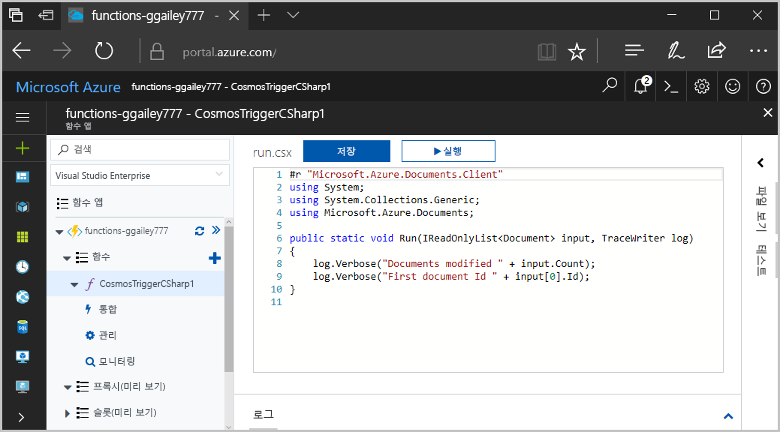 functions-ggailey777 -
portal.azure.com/
Microsoft Azure functions-ggailey777 - CosmosTriggerCSharp1
2
functions-ggailey777 - CosmosTriggerCSharp1
함수 앱
검색
Visual Studio Enterprise
함수 앱
functions-ggailey777
함수
CosmosTriggerCSharp1
통합
관리
모니터링
프록시(미리 보기)
슬롯(미리 보기)
run.csx
저장
실행
1 #r "Microsoft.Azure.Documents.Client"
2 using System;
3 using System.Collections.Generic;
4 using Microsoft.Azure.Documents;
5
6 public static void Run(IReadOnlyList<Document> input, TraceWriter log)
7 {
8     log.Verbose("Documents modified " + input.Count);
9     log.Verbose("First document Id " + input[0].Id);
10 }
11
로그
파일 보기
테스트